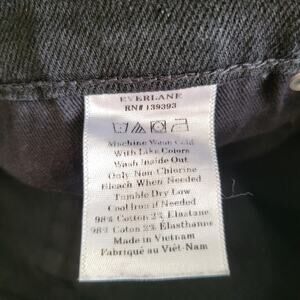 EVERLANE
RN# 139393
Machine Wash Cold
With Like Colors
Wash Inside Out
Only Non Chlorine
Bleach When Needed
Tumble Dry Low
Cool Iron if Needed
98% Cotton 2% Elastane
98% Coton 2% Élasthanne
Made in Vietnam
Fabriqué au Viêt-Nam